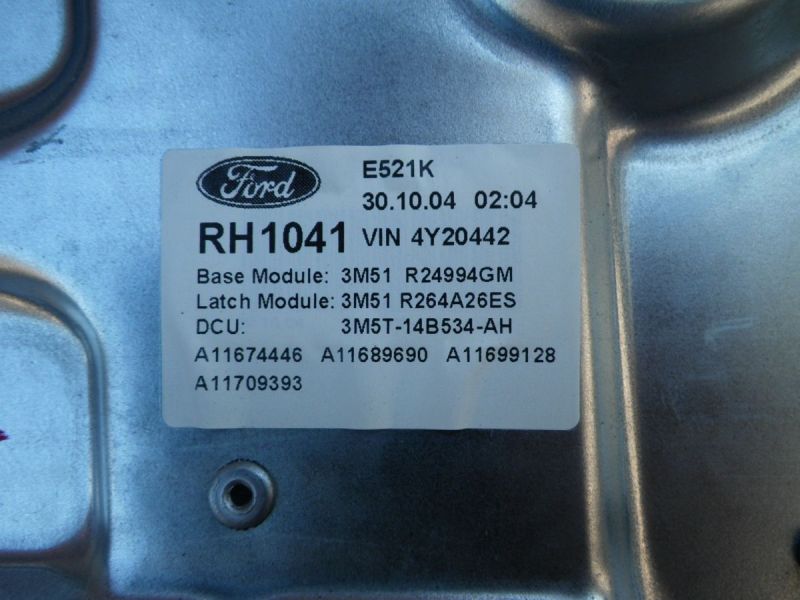 Ford E521K
30.10.04 02:04
RH1041 VIN 4Y20442
Base Module: 3M51 R24994GM
Latch Module: 3M51 R264A26ES
DCU: 3M5T-14B534-AH
A11674446 A11689690 A11699128
A11709393